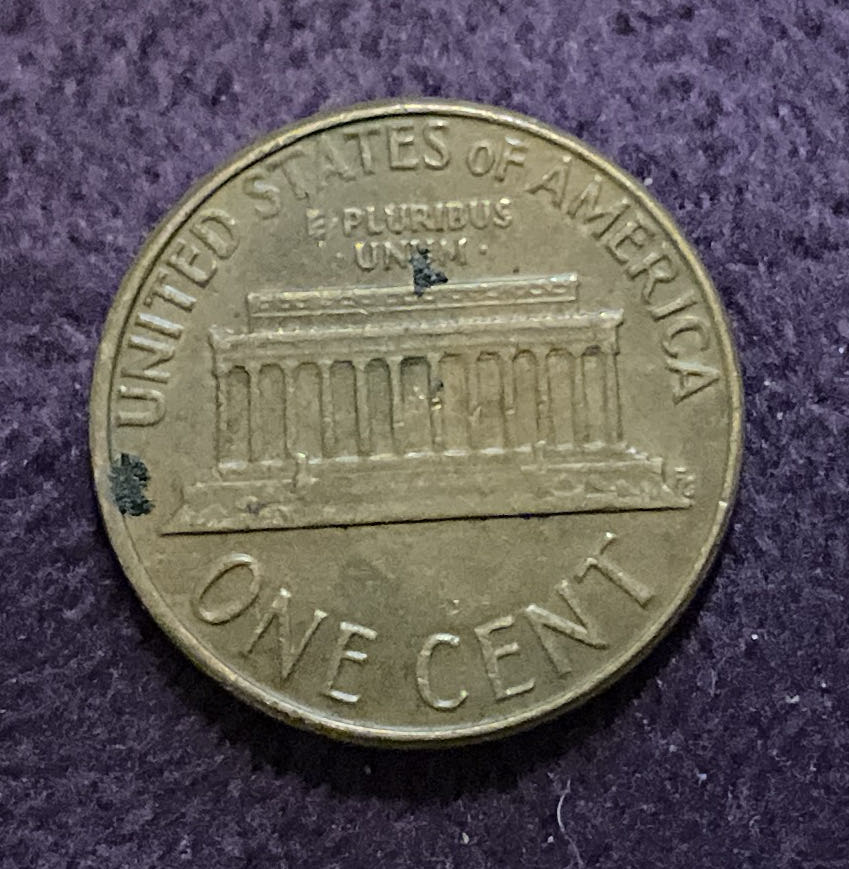 UNITED STATES OF AMERICA
E PLURIBUS
· UNUM ·
ONE CENT